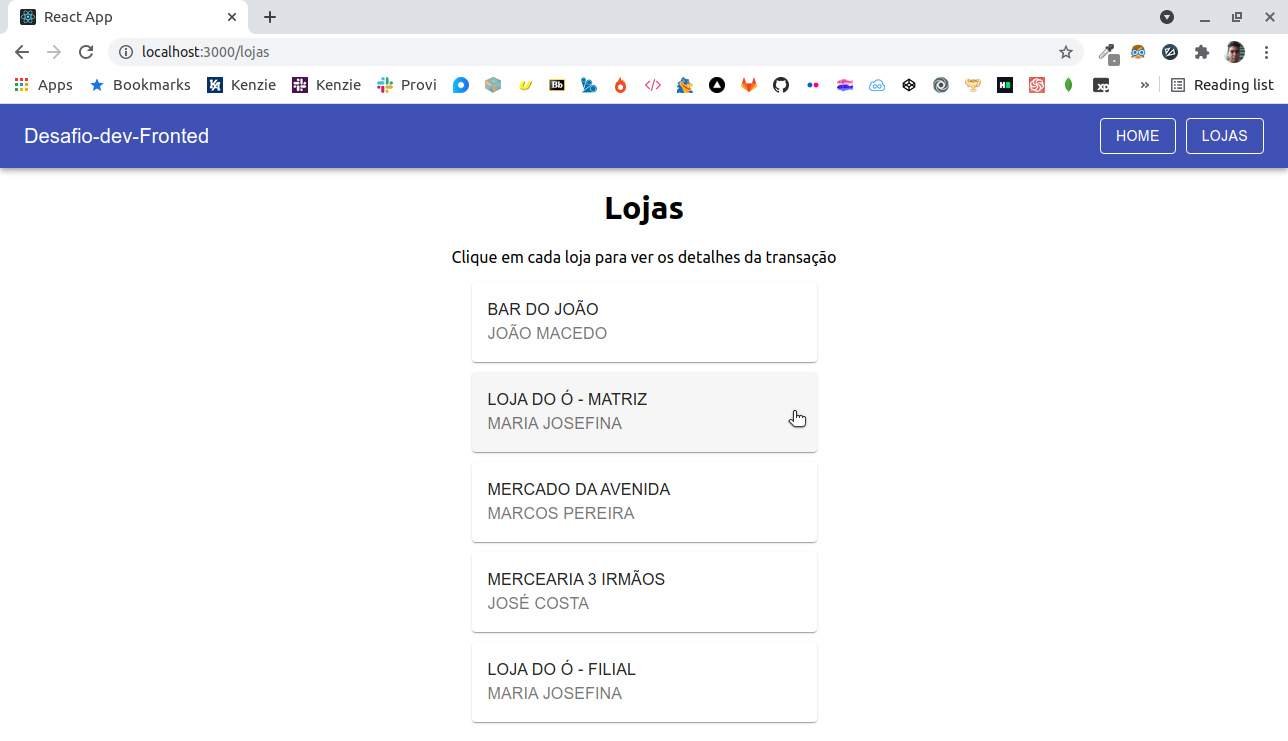 React App
localhost:3000/lojas
Apps Bookmarks Kenzie Kenzie Provi Bb xp » Reading list
Desafio-dev-Fronted HOME LOJAS
Lojas
Clique em cada loja para ver os detalhes da transação
BAR DO JOÃO
JOÃO MACEDO
LOJA DO Ó - MATRIZ
MARIA JOSEFINA
MERCADO DA AVENIDA
MARCOS PEREIRA
MERCEARIA 3 IRMÃOS
JOSÉ COSTA
LOJA DO Ó - FILIAL
MARIA JOSEFINA